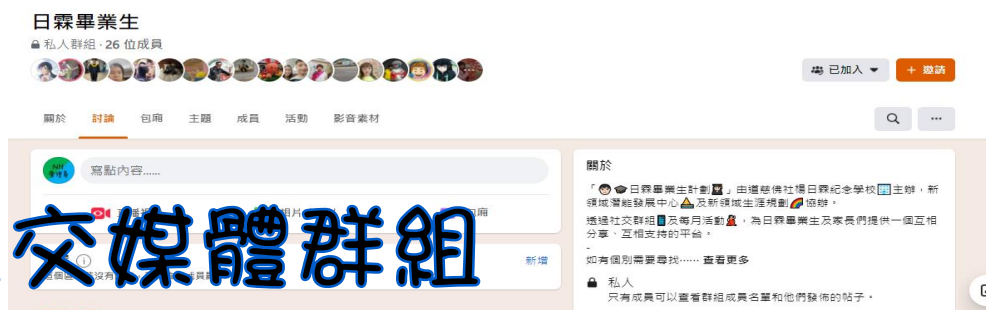 日霖畢業生
私人群組 · 26 位成員
已加入
+ 邀請
關於 討論 包廂 主題 成員 活動 影音素材
寫點內容......
新增
交媒體群組
關於
「日霖畢業生計劃」由道慈佛社楊日霖紀念學校主辦,新
領域潛能發展中心及新領域生涯規劃協辦。
透過社交群組及每月活動,為日霖畢業生及家長們提供一個互相
分享、互相支持的平台。
-
如有個別需要尋找...... 查看更多
私人
只有成員可以查看群組成員名單和他們發佈的帖子。